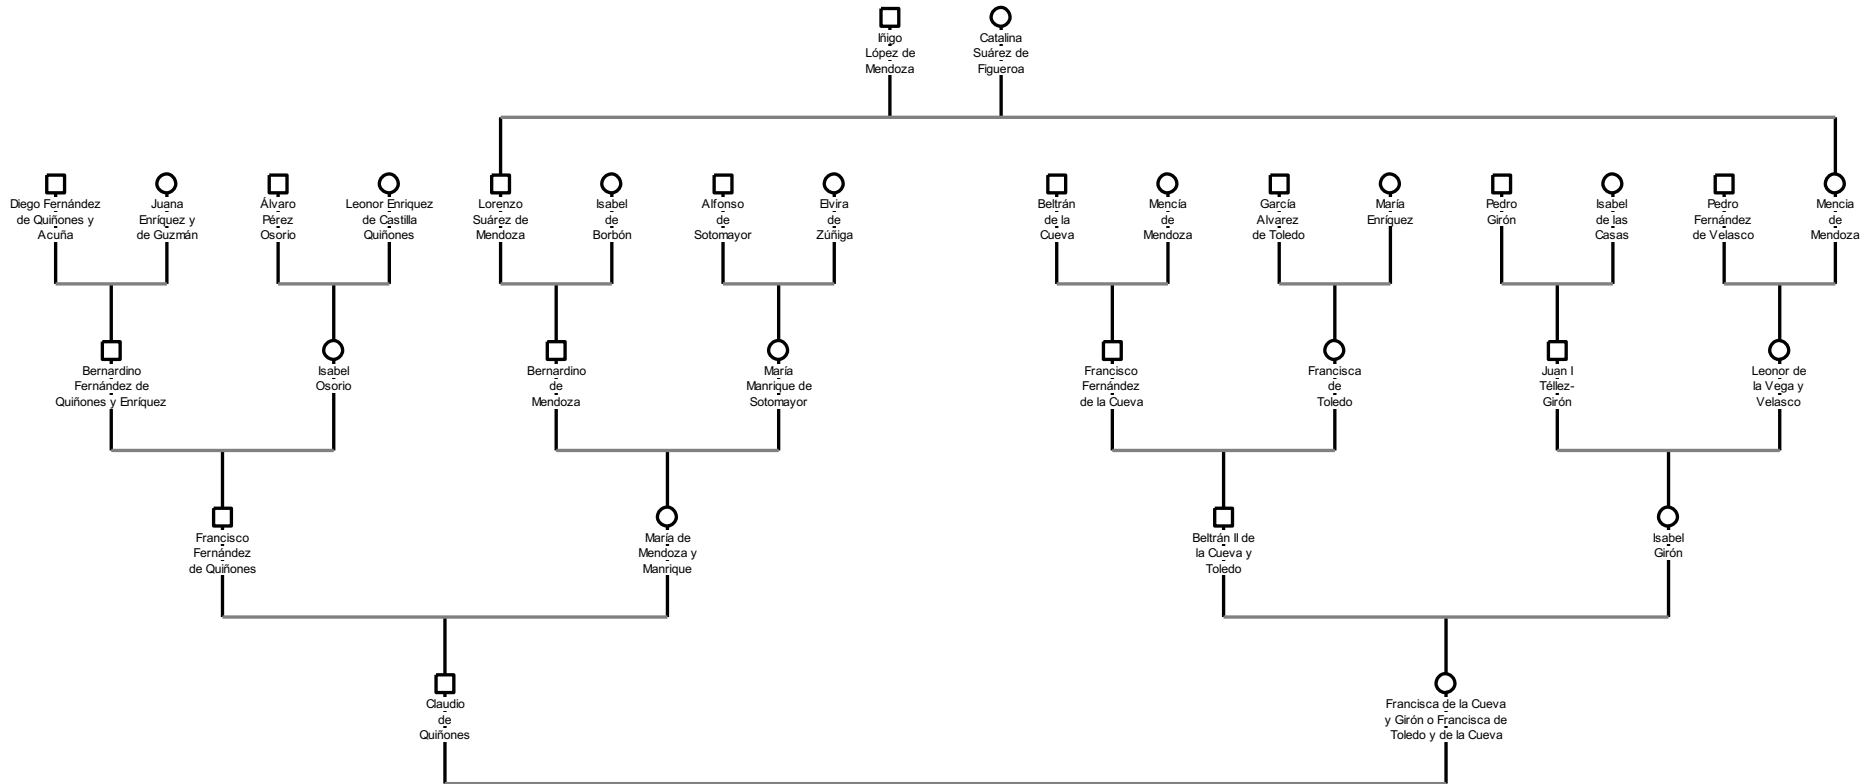 Iñigo
López de
Mendoza
Catalina
Suárez de
Figueroa
Diego Fernández
de Quiñones y
Acuña
Juana
Enríquez y
de Guzmán
Álvaro
Pérez
Osorio
Leonor Enriquez
de Castilla
Quiñones
Lorenzo
Suárez de
Mendoza
Isabel
de
Borbón
Alfonso
de
Sotomayor
Elvira
de
Zúñiga
Beltrán
de la
Cueva
Mencía
de
Mendoza
García
Alvarez
de Toledo
María
Enríquez
Pedro
Girón
Isabel
de las
Casas
Pedro
Fernández
de Velasco
Mencia
de
Mendoza
Bernardino
Fernández de
Quiñones y Enríquez
Isabel
Osorio
Bernardino
de
Mendoza
María
Manrique de
Sotomayor
Francisco
Fernández
de la Cueva
Francisca
de
Toledo
Juan I
Téllez-
Girón
Leonor de
la Vega y
Velasco
Francisco
Fernández
de Quiñones
María de
Mendoza y
Manrique
Beltrán II de
la Cueva y
Toledo
Isabel
Girón
Claudio
de
Quiñones
Francisca de la Cueva
y Girón o Francisca de
Toledo y de la Cueva